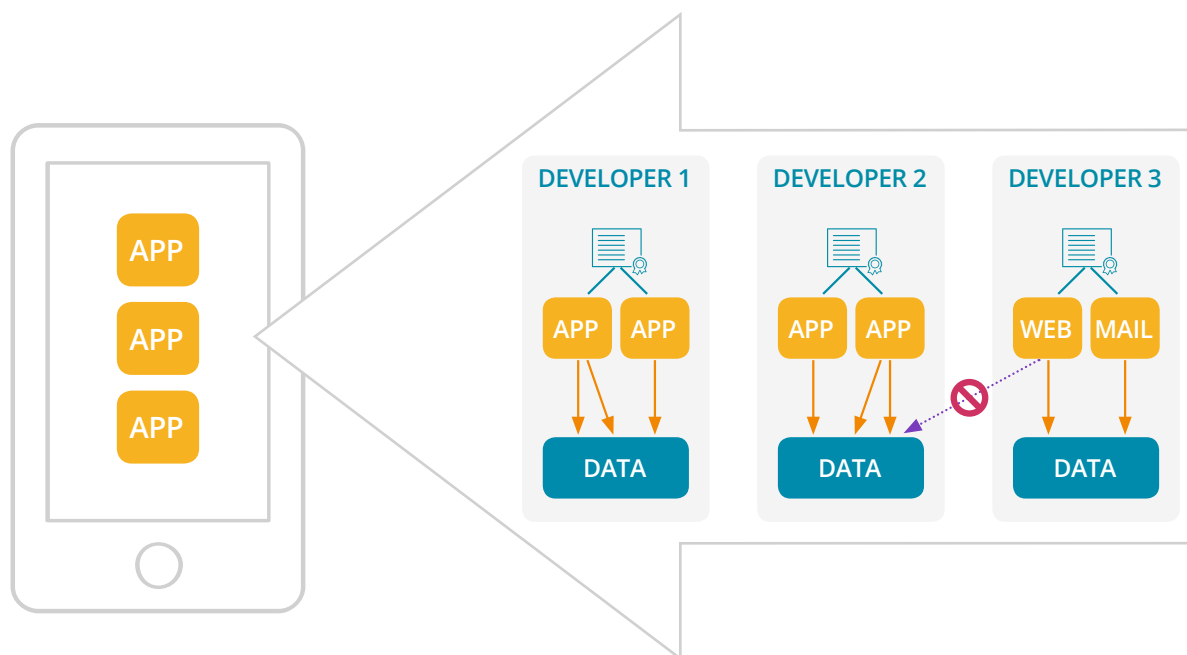 APP
APP
APP
DEVELOPER 1
APP APP
DATA
DEVELOPER 2
APP APP
DATA
DEVELOPER 3
WEB MAIL
DATA